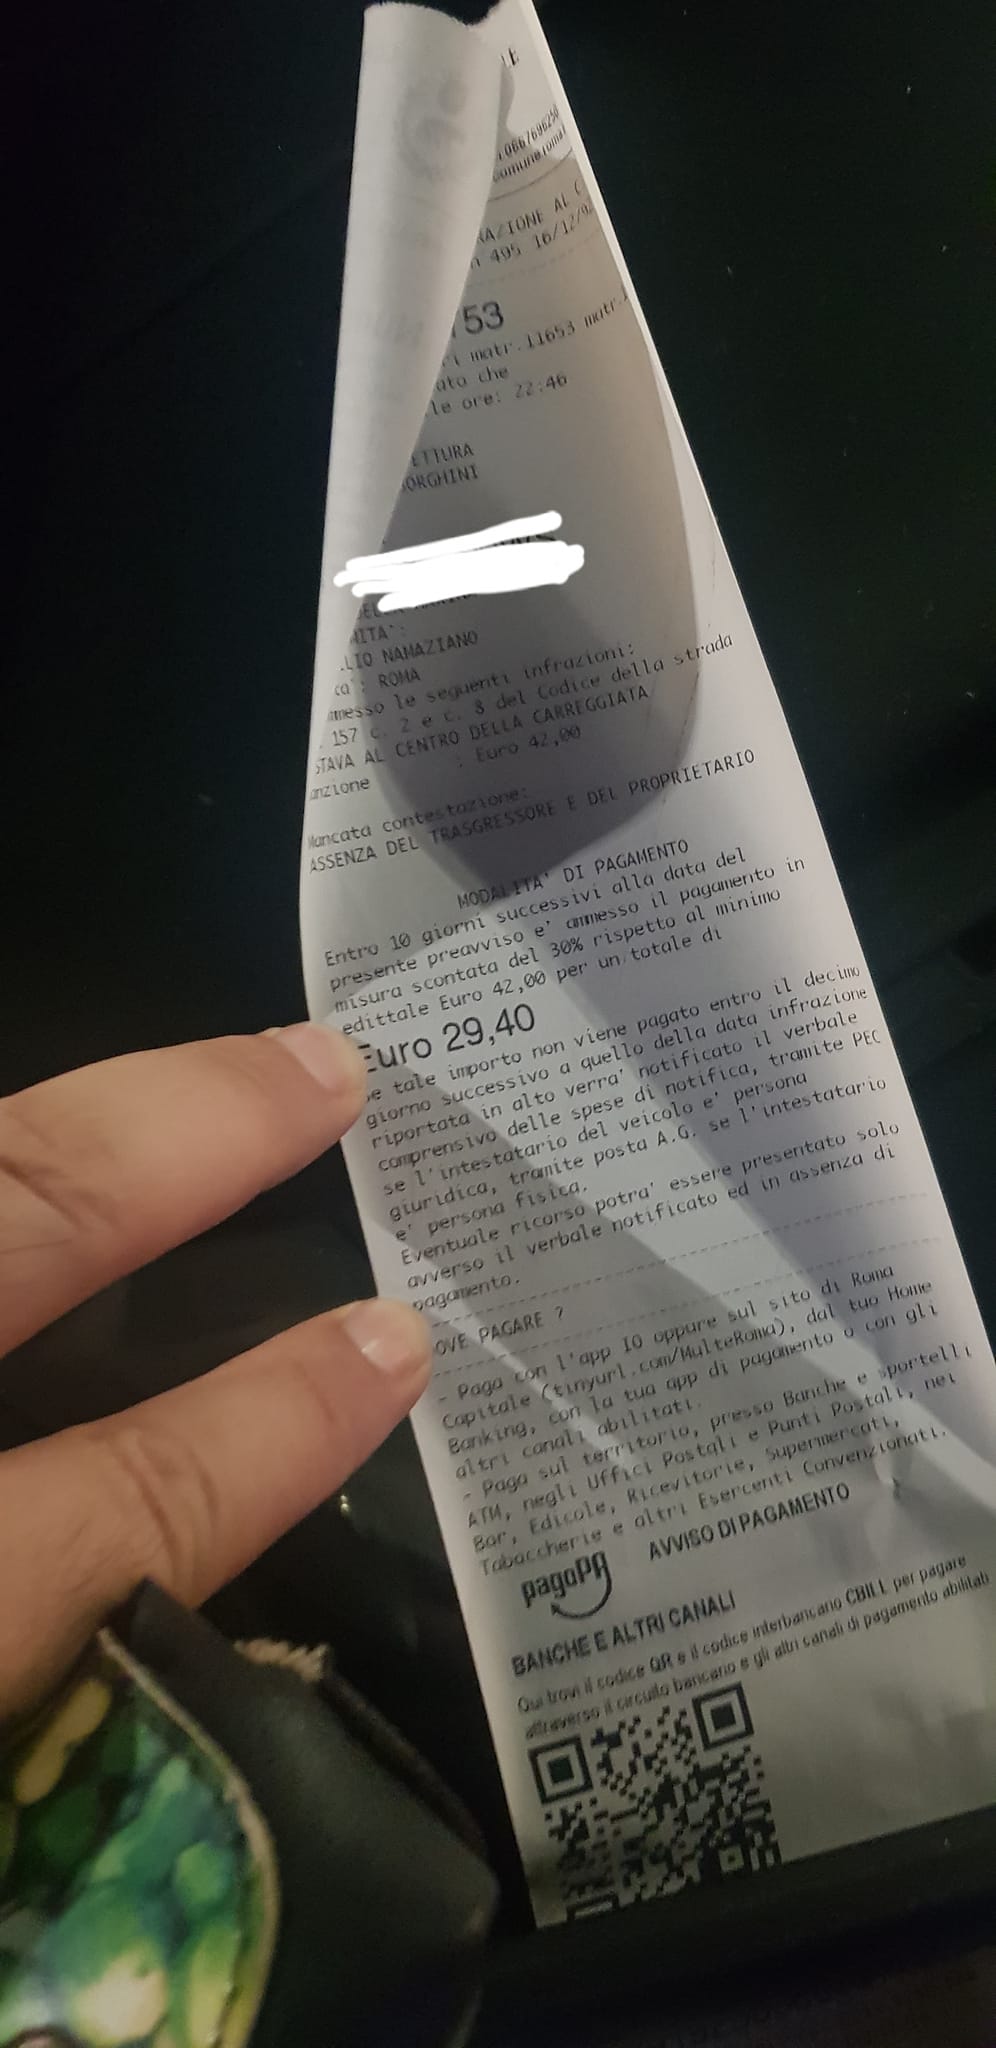 0667696250
comune.roma
RAZIONE AL C
495 16/12/92
53
matr.11653 matr.
ato che
le ore: 22:46
ETTURA
ORGHINI
ITA':
LIO NAMAZIANO
ca': ROMA
messo le seguenti infrazioni:
157 c. 2 e c. 8 del Codice della strada
STAVA AL CENTRO DELLA CARREGGIATA
anzione : Euro 42,00
Mancata contestazione:
ASSENZA DEL TRASGRESSORE E DEL PROPRIETARIO
MODALITA' DI PAGAMENTO
Entro 10 giorni successivi alla data del
presente preavviso e' ammesso il pagamento in
misura scontata del 30% rispetto al minimo
edittale Euro 42,00 per un totale di
Euro 29,40
Se tale importo non viene pagato entro il decimo
giorno successivo a quello della data infrazione
riportata in alto verra' notificato il verbale
comprensivo delle spese di notifica, tramite PEC
se l'intestatario del veicolo e' persona
giuridica, tramite posta A.G. se l'intestatario
e' persona fisica.
Eventuale ricorso potra' essere presentato solo
avverso il verbale notificato ed in assenza di
pagamento.
OVE PAGARE ?
- Paga con l'app IO oppure sul sito di Roma
Capitale (tinyurl.com/MulteRoma), dal tuo Home
Banking, con la tua app di pagamento o con gli
altri canali abilitati.
- Paga sul territorio, presso Banche e sportelli
ATM, negli Uffici Postali e Punti Postali, nei
Bar, Edicole, Ricevitorie, Supermercati,
Tabaccherie e altri Esercenti Convenzionati.
pagoPA AVVISO DI PAGAMENTO
BANCHE E ALTRI CANALI
Qui trovi il codice QR e il codice interbancario CBILL per pagare
attraverso il circuito bancario e gli altri canali di pagamento abilitati